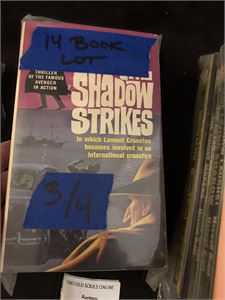 14 BOOK
LOT
THRILLER
OF THE FAMOUS
AVENGER
IN ACTION
SHADOW
STRIKES
In which Lamont Cranston
becomes involved in an
international crossfire
3/4
TWO OLD SOULS ONLINE
Auction